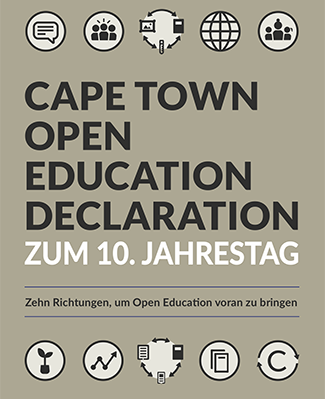 CAPE TOWN
OPEN
EDUCATION
DECLARATION
ZUM 10. JAHRESTAG
Zehn Richtungen, um Open Education voran zu bringen
C